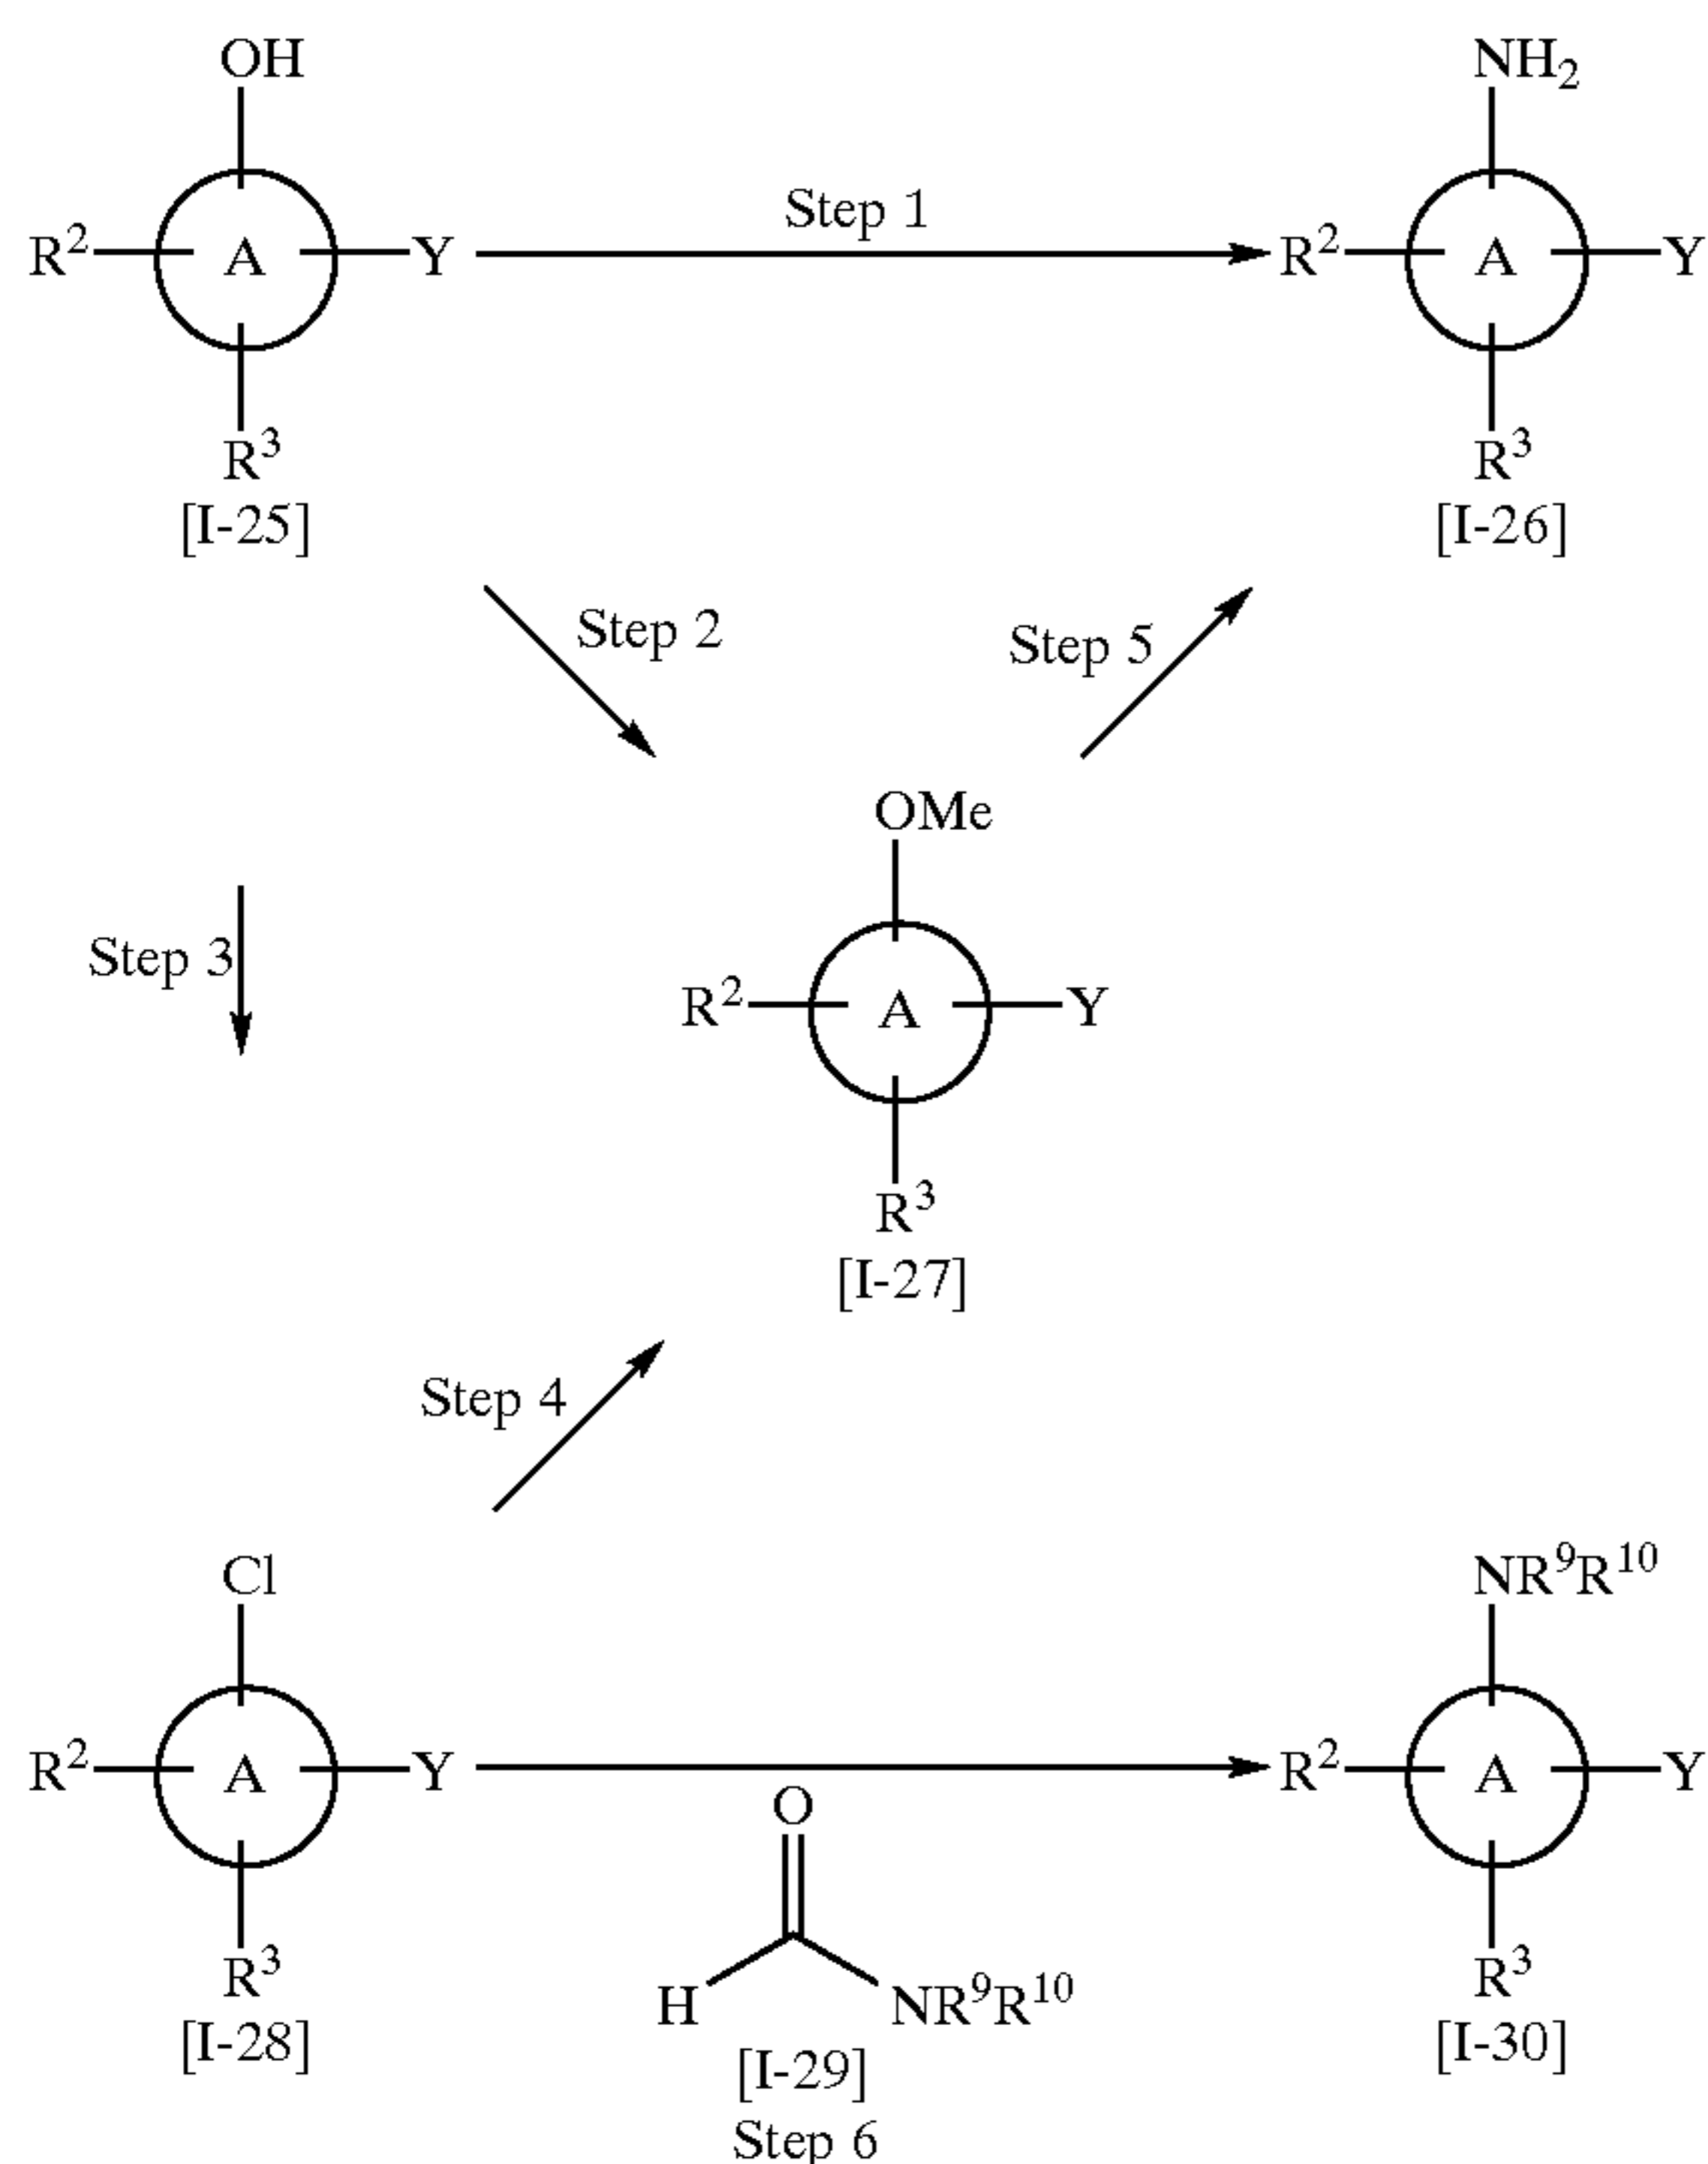 OH
NH2
Step 1
R2 A Y
R2 A Y
R3
R3
[I-25]
[I-26]
Step 2
Step 5
OMe
Step 3
R2 A Y
R3
[I-27]
Step 4
Cl
NR9R10
R2 A Y
R2 A Y
O
R3
H NR9R10
R3
[I-28]
[I-29]
[I-30]
Step 6